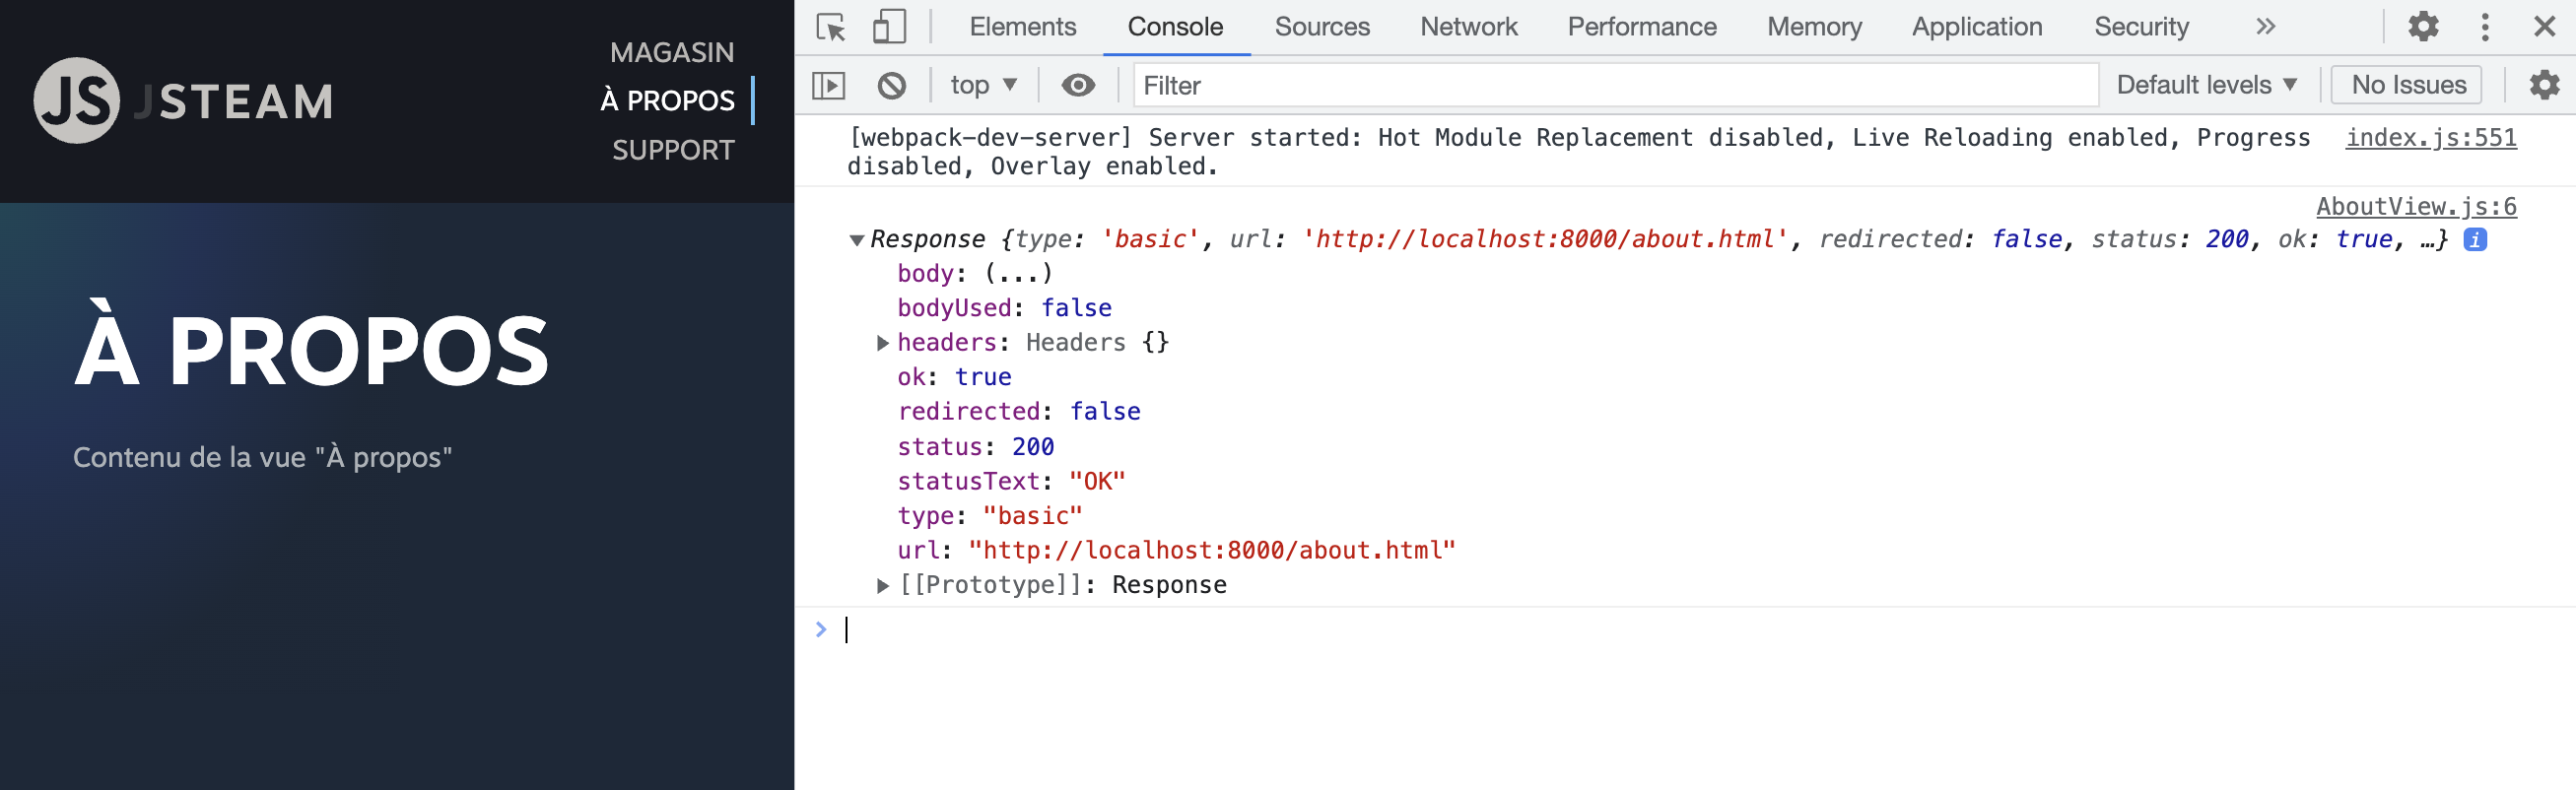 JS JSTEAM
MAGASIN
À PROPOS
SUPPORT
À PROPOS
Contenu de la vue "À propos"
Elements Console Sources Network Performance Memory Application Security »
top ▼ Filter Default levels ▼ No Issues
[webpack-dev-server] Server started: Hot Module Replacement disabled, Live Reloading enabled, Progress index.js:551
disabled, Overlay enabled.
AboutView.js:6
▼Response {type: 'basic', url: 'http://localhost:8000/about.html', redirected: false, status: 200, ok: true, …} i
body: (...)
bodyUsed: false
▶headers: Headers {}
ok: true
redirected: false
status: 200
statusText: "OK"
type: "basic"
url: "http://localhost:8000/about.html"
▶[[Prototype]]: Response
>